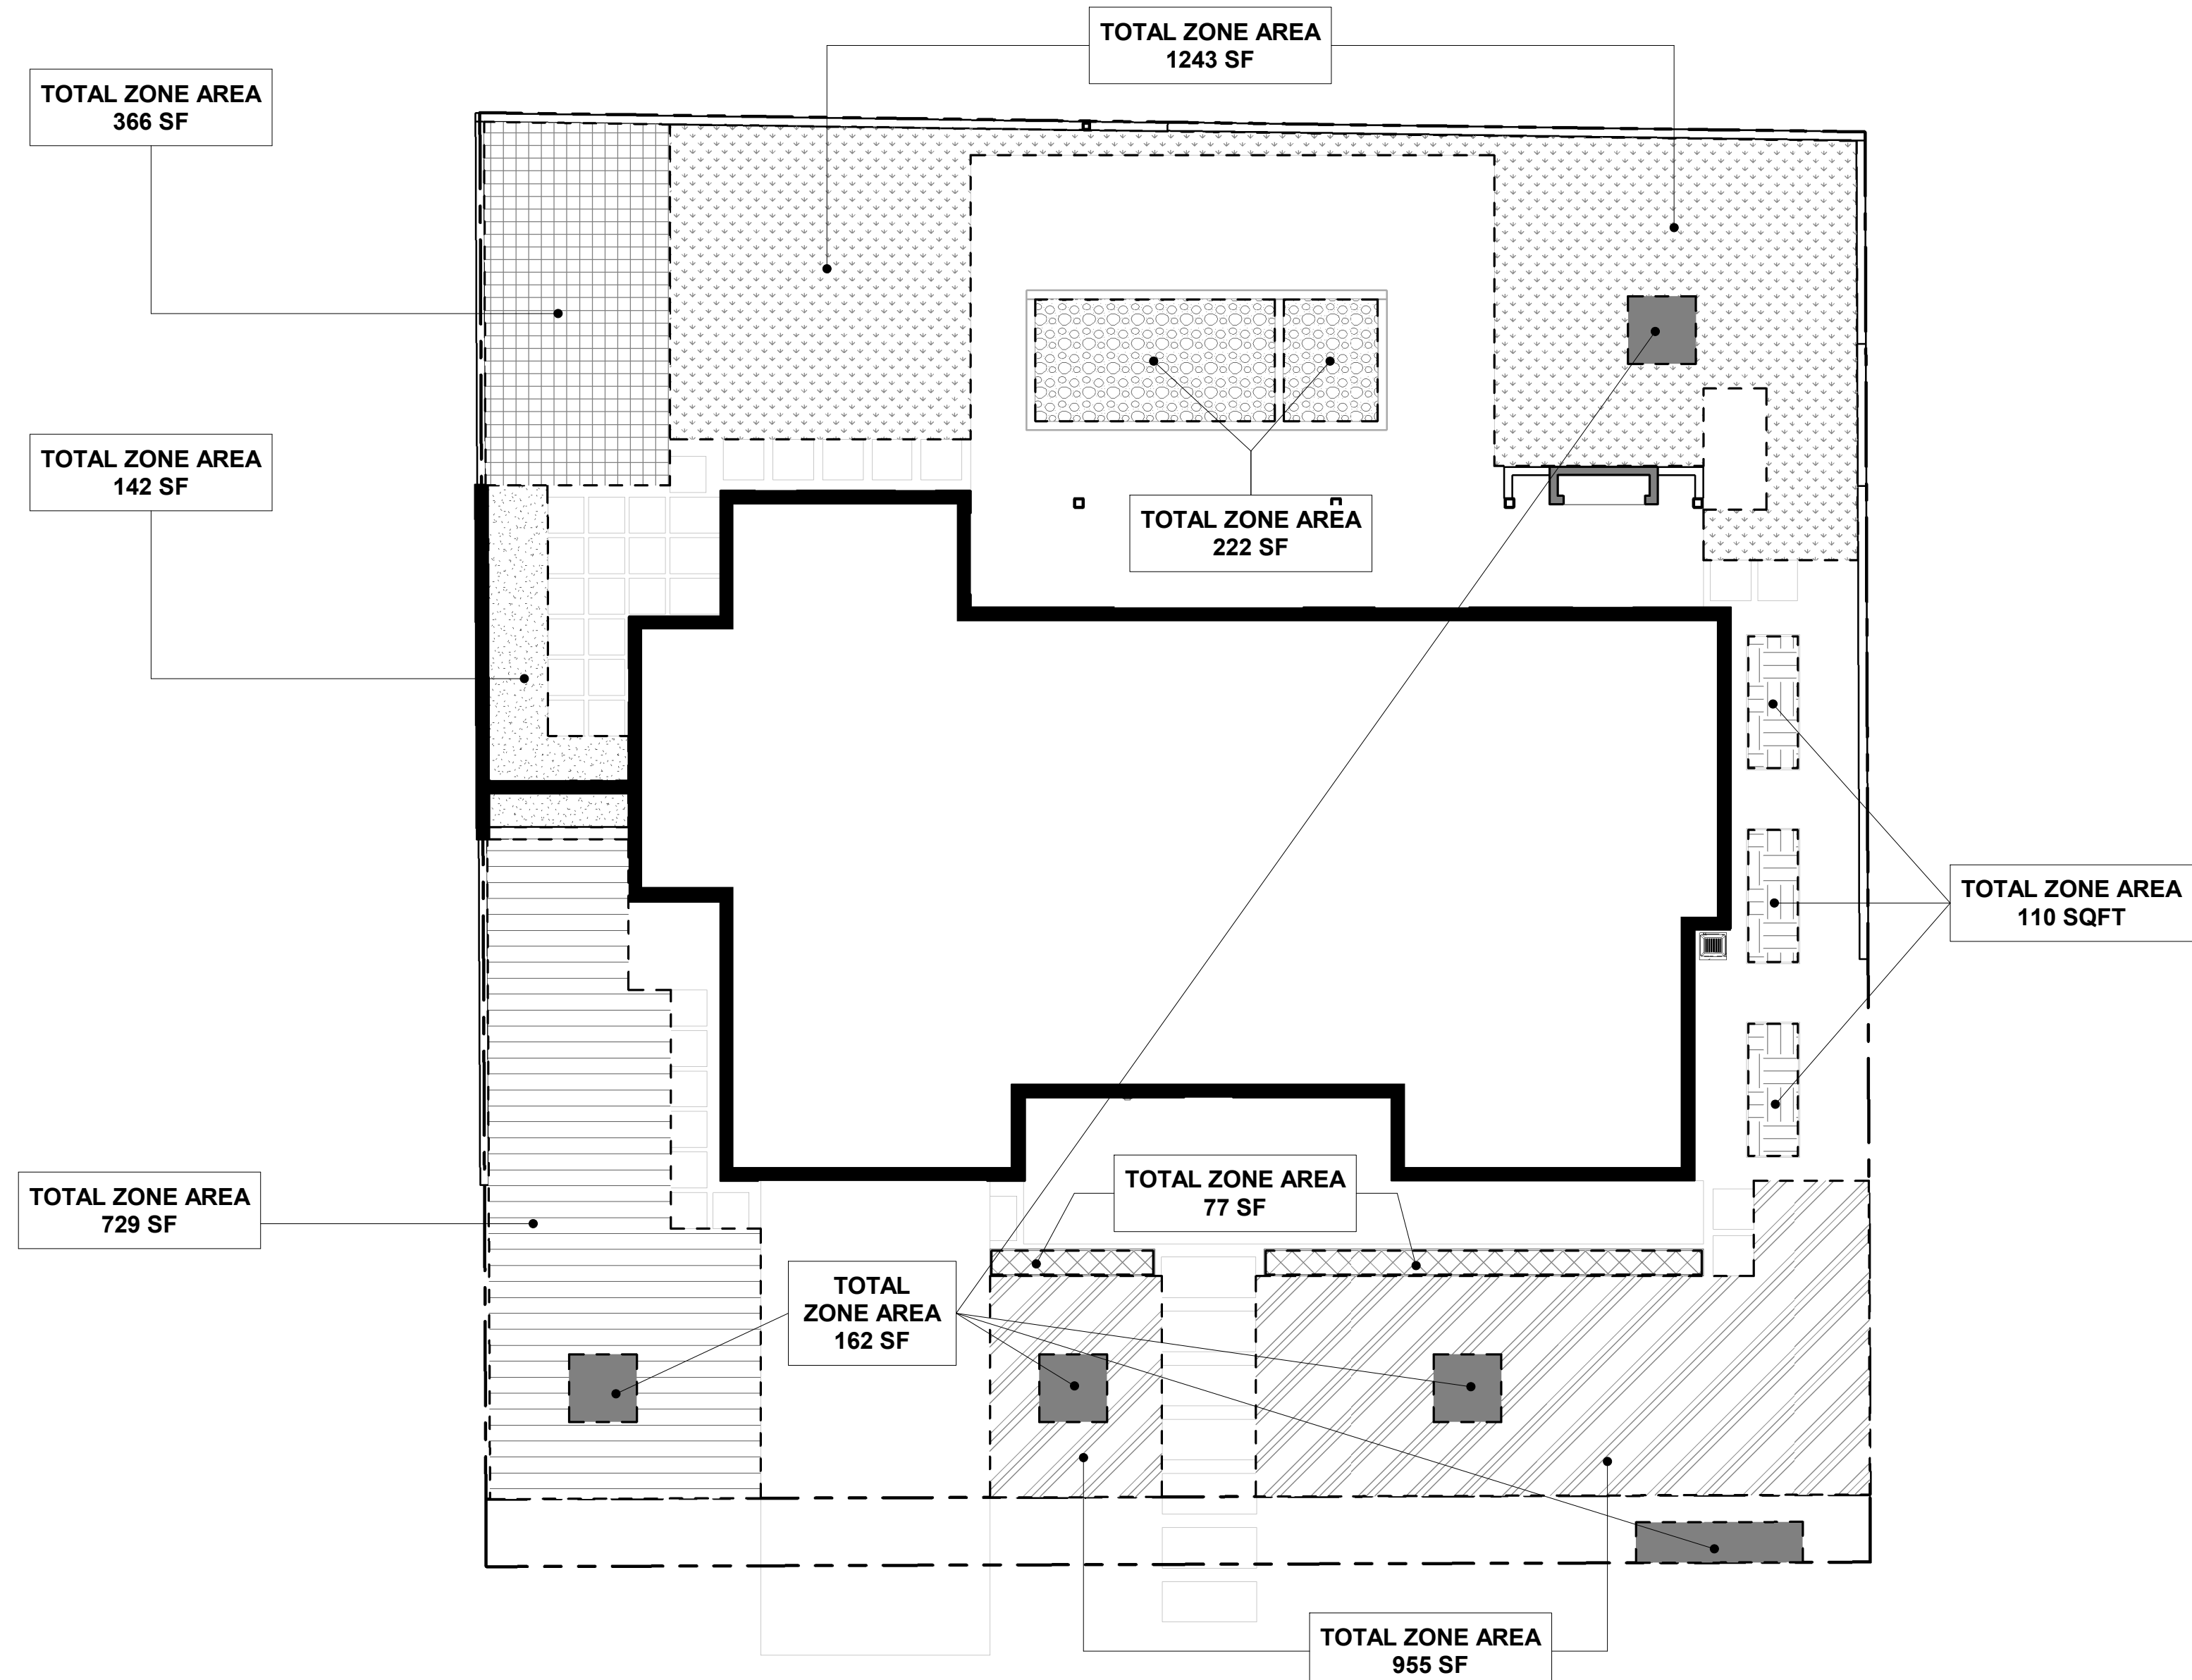 TOTAL ZONE AREA
1243 SF
TOTAL ZONE AREA
366 SF
TOTAL ZONE AREA
142 SF
TOTAL ZONE AREA
222 SF
TOTAL ZONE AREA
110 SQFT
TOTAL ZONE AREA
77 SF
TOTAL ZONE AREA
729 SF
TOTAL
ZONE AREA
162 SF
TOTAL ZONE AREA
955 SF